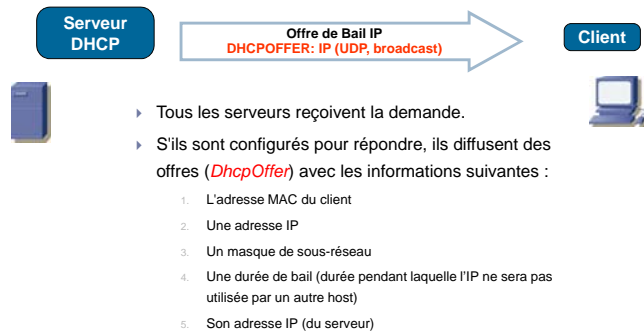 Serveur
DHCP
Offre de Bail IP
DHCPOFFER: IP (UDP, broadcast)
Client
Tous les serveurs reçoivent la demande.
S'ils sont configurés pour répondre, ils diffusent des
offres (DhcpOffer) avec les informations suivantes :
1. L'adresse MAC du client
2. Une adresse IP
3. Un masque de sous-réseau
4. Une durée de bail (durée pendant laquelle l'IP ne sera pas
utilisée par un autre host)
5. Son adresse IP (du serveur)